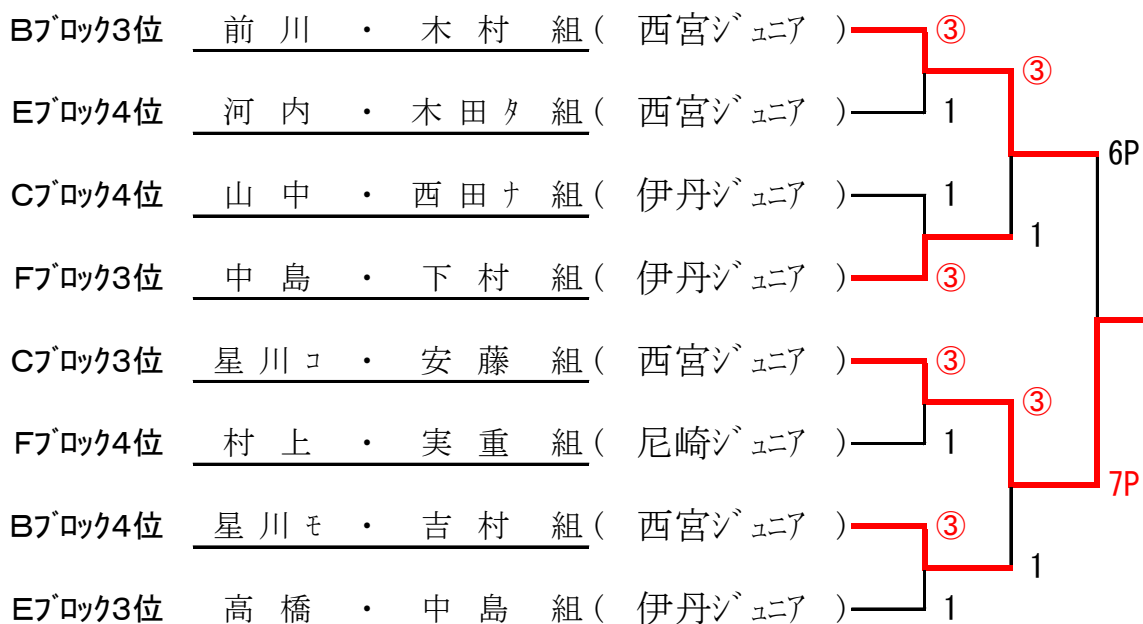 Bブロック3位 前川 ・ 木村 組 ( 西宮ジュニア ) ③
③
Eブロック4位 河内 ・ 木田タ 組 ( 西宮ジュニア ) 1
6P
Cブロック4位 山中 ・ 西田ナ 組 ( 伊丹ジュニア ) 1
1
Fブロック3位 中島 ・ 下村 組 ( 伊丹ジュニア ) ③
Cブロック3位 星川コ ・ 安藤 組 ( 西宮ジュニア ) ③
③
Fブロック4位 村上 ・ 実重 組 ( 尼崎ジュニア ) 1
7P
Bブロック4位 星川モ ・ 吉村 組 ( 西宮ジュニア ) ③
1
Eブロック3位 高橋 ・ 中島 組 ( 伊丹ジュニア ) 1